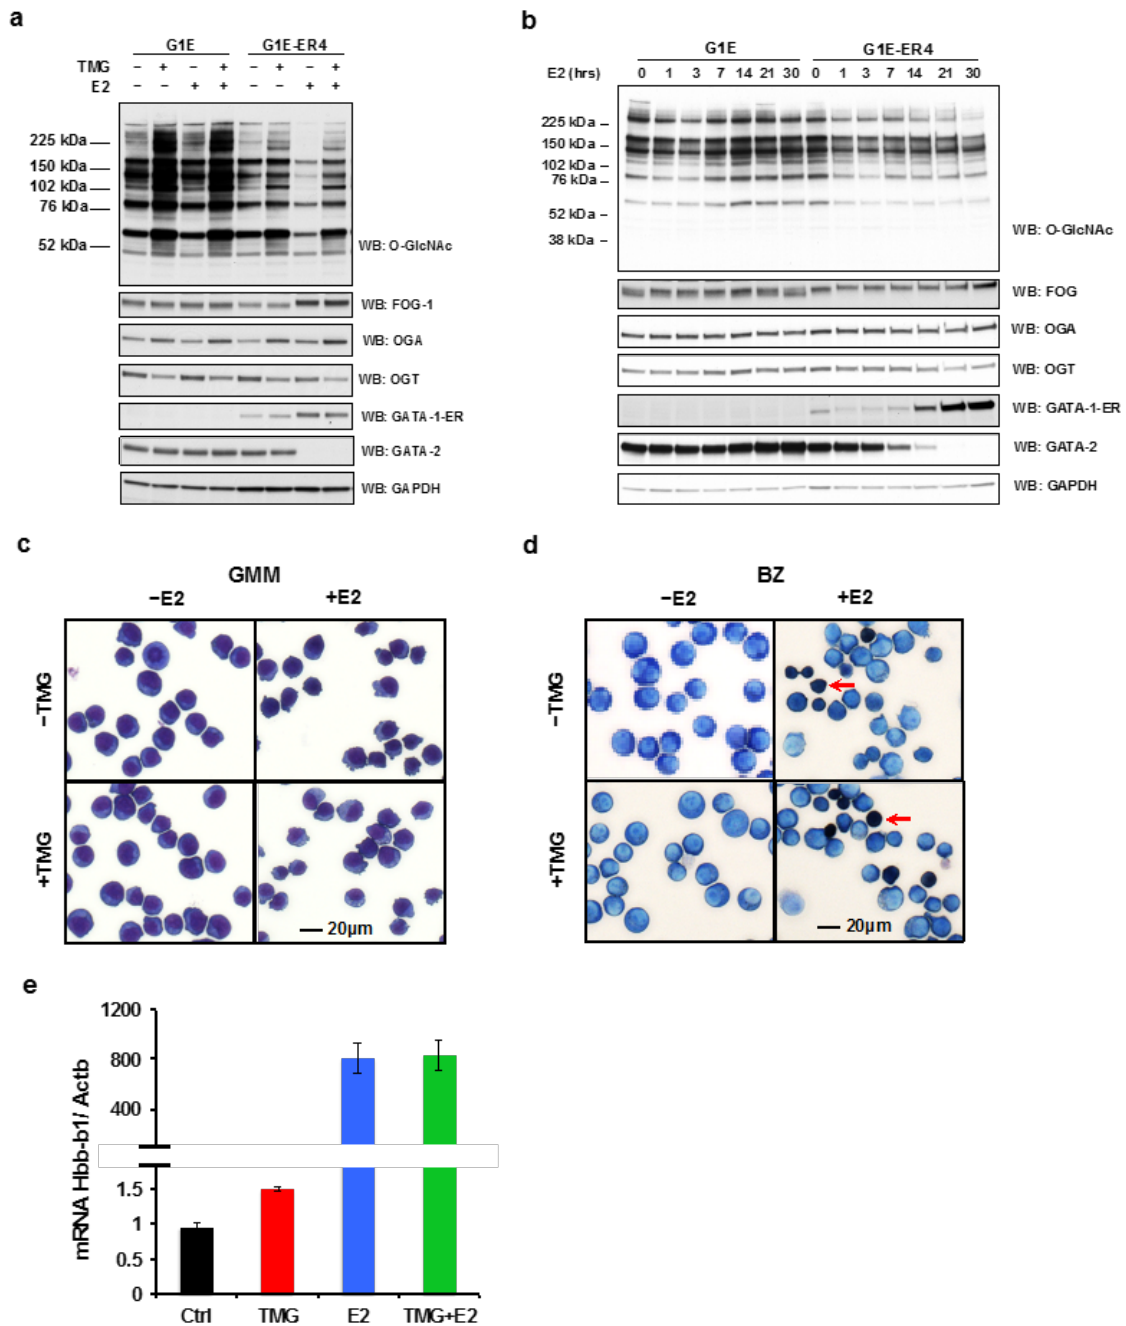 a
G1E G1E-ER4
TMG – + – + – + – +
E2 – – + + – – + +
225 kDa
150 kDa
102 kDa
76 kDa
52 kDa
WB: O-GlcNAc
WB: FOG-1
WB: OGA
WB: OGT
WB: GATA-1-ER
WB: GATA-2
WB: GAPDH
b
G1E G1E-ER4
E2 (hrs) 0 1 3 7 14 21 30 0 1 3 7 14 21 30
225 kDa
150 kDa
102 kDa
76 kDa
52 kDa
38 kDa
WB: O-GlcNAc
WB: FOG
WB: OGA
WB: OGT
WB: GATA-1-ER
WB: GATA-2
WB: GAPDH
c
GMM
–E2 +E2
–TMG
+TMG
20µm
d
BZ
–E2 +E2
–TMG
+TMG
20µm
e
mRNA Hbb-b1/ Actb
1200
800
400
1.5
1
0.5
0
Ctrl TMG E2 TMG+E2